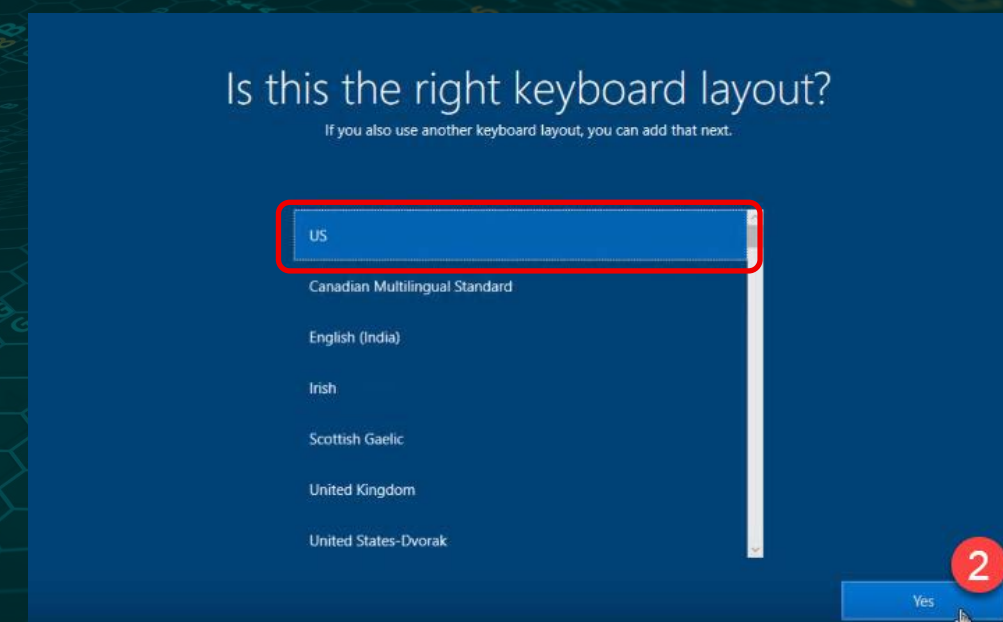 Is this the right keyboard layout?
If you also use another keyboard layout, you can add that next.
US
Canadian Multilingual Standard
English (India)
Irish
Scottish Gaelic
United Kingdom
United States-Dvorak
2
Yes